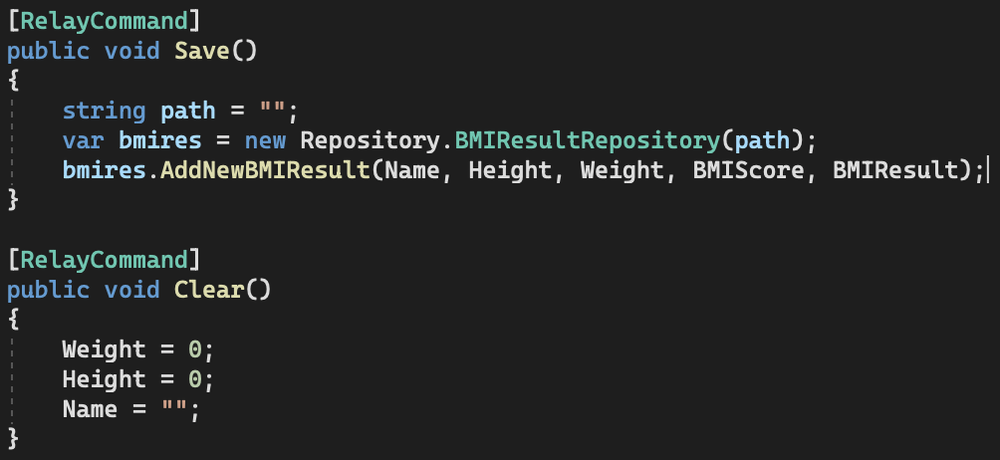 [RelayCommand]
public void Save()
{
    string path = "";
    var bmires = new Repository.BMIResultRepository(path);
    bmires.AddNewBMIResult(Name, Height, Weight, BMIScore, BMIResult);
}

[RelayCommand]
public void Clear()
{
    Weight = 0;
    Height = 0;
    Name = "";
}